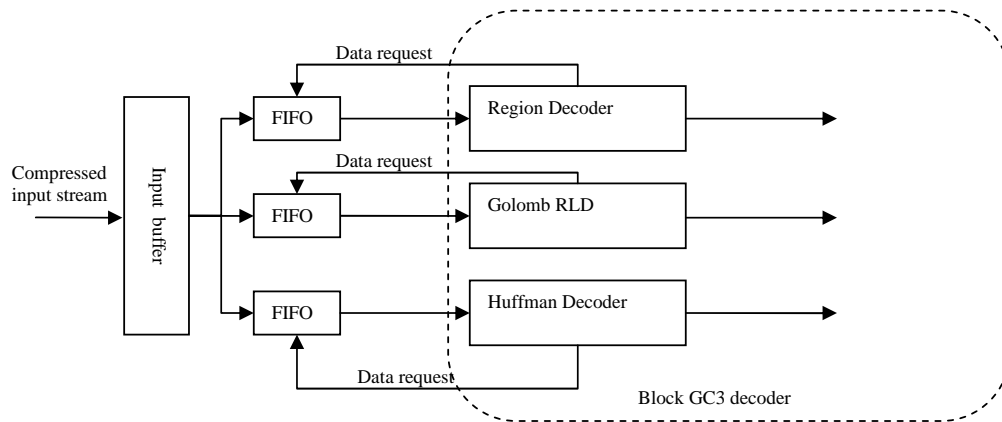 Data request
Region Decoder
FIFO
Compressed
input stream
Input buffer
Data request
Golomb RLD
FIFO
Huffman Decoder
FIFO
Data request
Block GC3 decoder